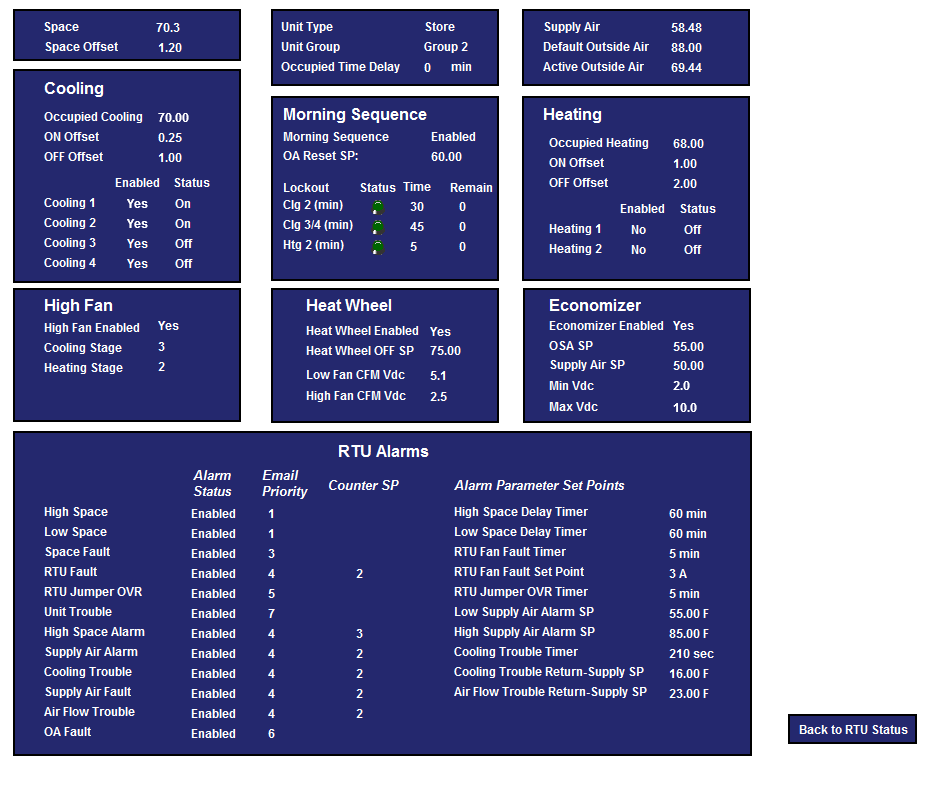 Space 70.3
Space Offset 1.20
Unit Type Store
Unit Group Group 2
Occupied Time Delay 0 min
Supply Air 58.48
Default Outside Air 88.00
Active Outside Air 69.44
Cooling
Occupied Cooling 70.00
ON Offset 0.25
OFF Offset 1.00
Enabled Status
Cooling 1 Yes On
Cooling 2 Yes On
Cooling 3 Yes Off
Cooling 4 Yes Off
Morning Sequence
Morning Sequence Enabled
OA Reset SP: 60.00
Lockout Status Time Remain
Clg 2 (min) 30 0
Clg 3/4 (min) 45 0
Htg 2 (min) 5 0
Heating
Occupied Heating 68.00
ON Offset 1.00
OFF Offset 2.00
Enabled Status
Heating 1 No Off
Heating 2 No Off
High Fan
High Fan Enabled Yes
Cooling Stage 3
Heating Stage 2
Heat Wheel
Heat Wheel Enabled Yes
Heat Wheel OFF SP 75.00
Low Fan CFM Vdc 5.1
High Fan CFM Vdc 2.5
Economizer
Economizer Enabled Yes
OSA SP 55.00
Supply Air SP 50.00
Min Vdc 2.0
Max Vdc 10.0
RTU Alarms
Alarm Status Email Priority Counter SP
High Space Enabled 1
Low Space Enabled 1
Space Fault Enabled 3
RTU Fault Enabled 4 2
RTU Jumper OVR Enabled 5
Unit Trouble Enabled 7
High Space Alarm Enabled 4 3
Supply Air Alarm Enabled 4 2
Cooling Trouble Enabled 4 2
Supply Air Fault Enabled 4 2
Air Flow Trouble Enabled 4 2
OA Fault Enabled 6
Alarm Parameter Set Points
High Space Delay Timer 60 min
Low Space Delay Timer 60 min
RTU Fan Fault Timer 5 min
RTU Fan Fault Set Point 3 A
RTU Jumper OVR Timer 5 min
Low Supply Air Alarm SP 55.00 F
High Supply Air Alarm SP 85.00 F
Cooling Trouble Timer 210 sec
Cooling Trouble Return-Supply SP 16.00 F
Air Flow Trouble Return-Supply SP 23.00 F
Back to RTU Status